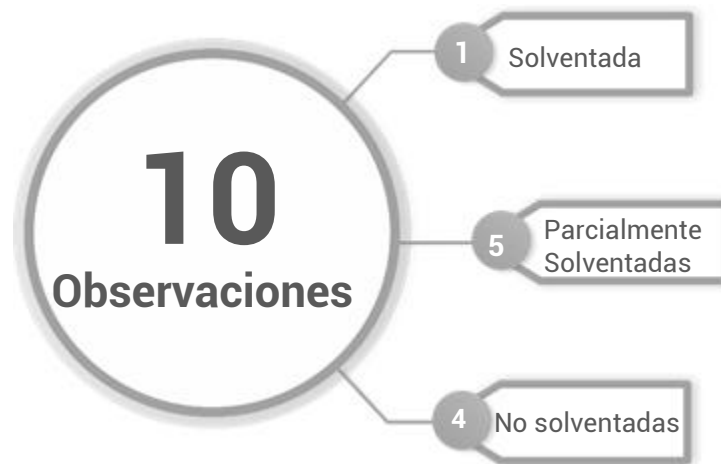 10
Observaciones
1
Solventada
5
Parcialmente
Solventadas
4
No solventadas